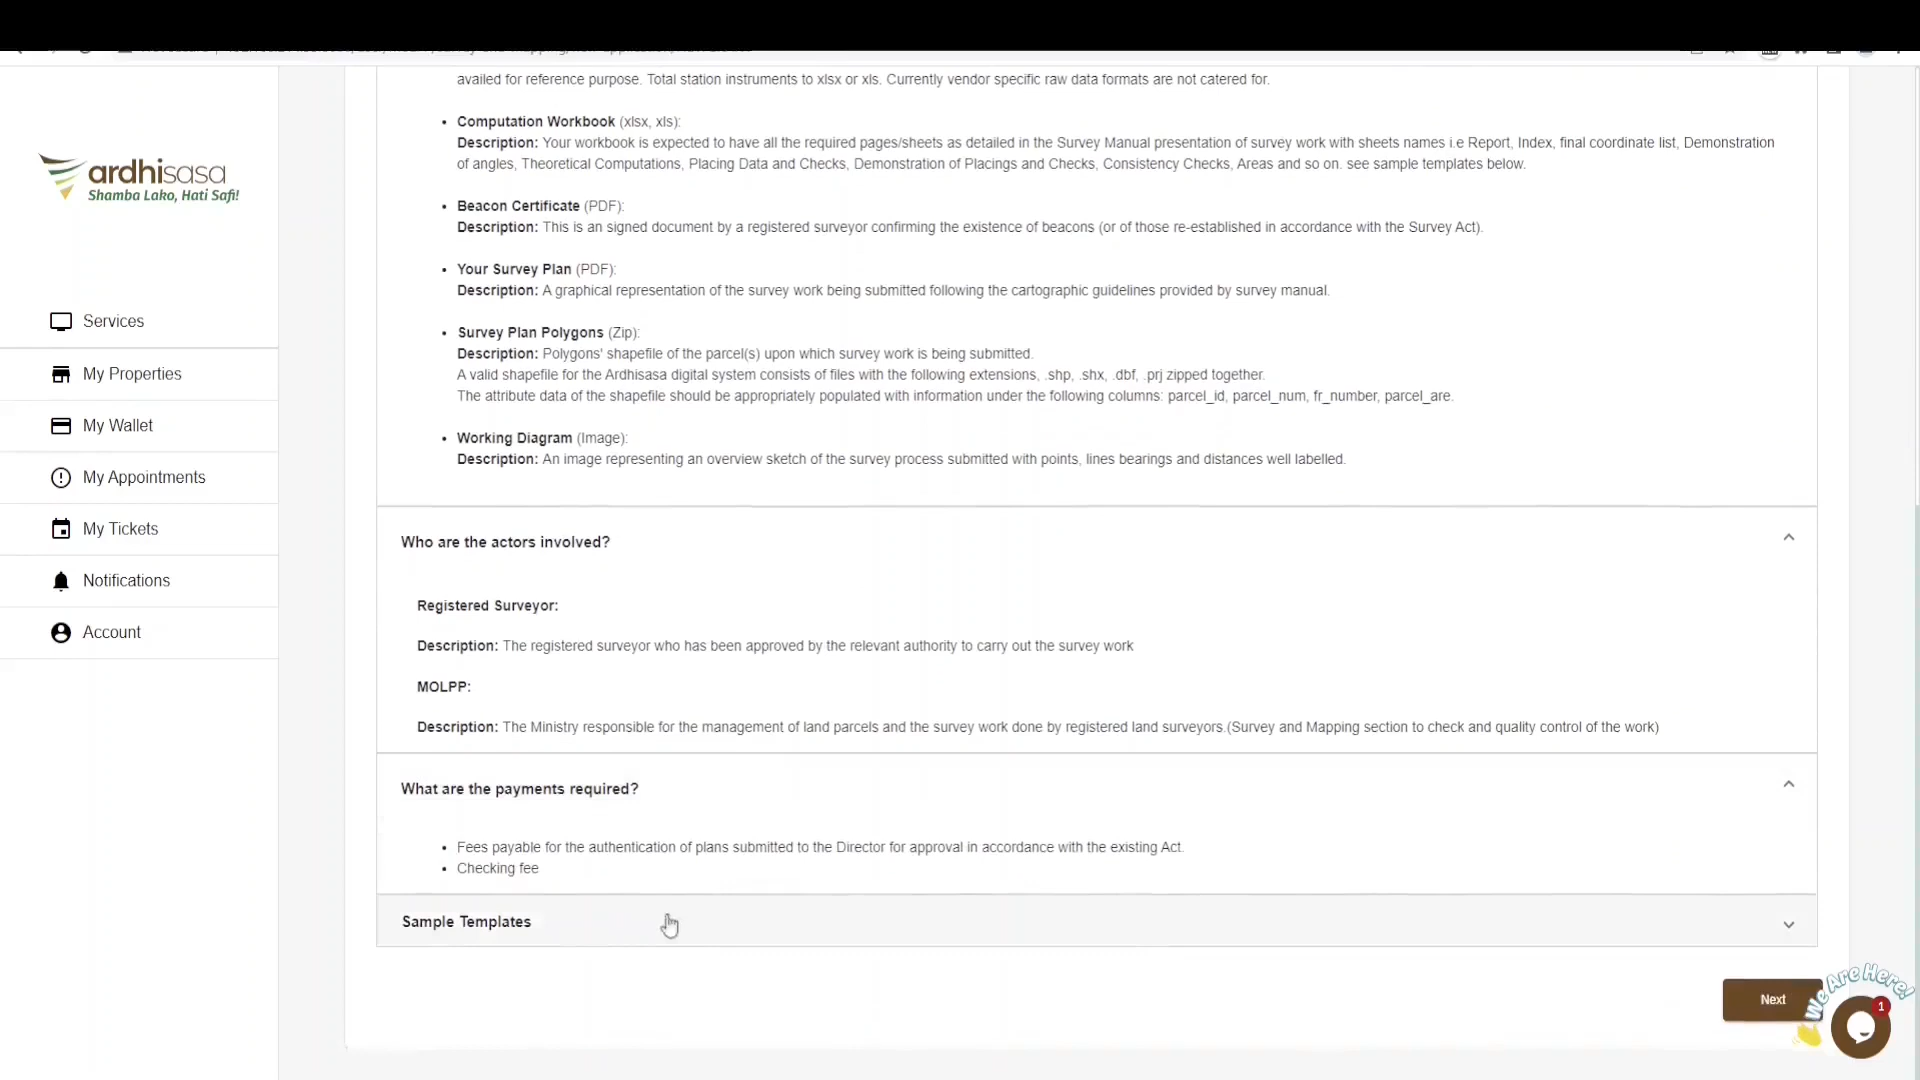 availed for reference purpose. Total station instruments to xlsx or xls. Currently vendor specific raw data formats are not catered for.
ardhisasa
Shamba Lako, Hati Safi!
Services
My Properties
My Wallet
My Appointments
My Tickets
Notifications
Account
Computation Workbook (xlsx, xls):
Description: Your workbook is expected to have all the required pages/sheets as detailed in the Survey Manual presentation of survey work with sheets names i.e Report, Index, final coordinate list, Demonstration
of angles, Theoretical Computations, Placing Data and Checks, Demonstration of Placings and Checks, Consistency Checks, Areas and so on. see sample templates below.
Beacon Certificate (PDF):
Description: This is an signed document by a registered surveyor confirming the existence of beacons (or of those re-established in accordance with the Survey Act).
Your Survey Plan (PDF):
Description: A graphical representation of the survey work being submitted following the cartographic guidelines provided by survey manual.
Survey Plan Polygons (Zip):
Description: Polygons' shapefile of the parcel(s) upon which survey work is being submitted.
A valid shapefile for the Ardhisasa digital system consists of files with the following extensions, .shp, .shx, .dbf, .prj zipped together.
The attribute data of the shapefile should be appropriately populated with information under the following columns: parcel_id, parcel_num, fr_number, parcel_are.
Working Diagram (Image):
Description: An image representing an overview sketch of the survey process submitted with points, lines bearings and distances well labelled.
Who are the actors involved?
Registered Surveyor:
Description: The registered surveyor who has been approved by the relevant authority to carry out the survey work
MOLPP:
Description: The Ministry responsible for the management of land parcels and the survey work done by registered land surveyors.(Survey and Mapping section to check and quality control of the work)
What are the payments required?
Fees payable for the authentication of plans submitted to the Director for approval in accordance with the existing Act.
Checking fee
Sample Templates
Next
We Are Here!
1